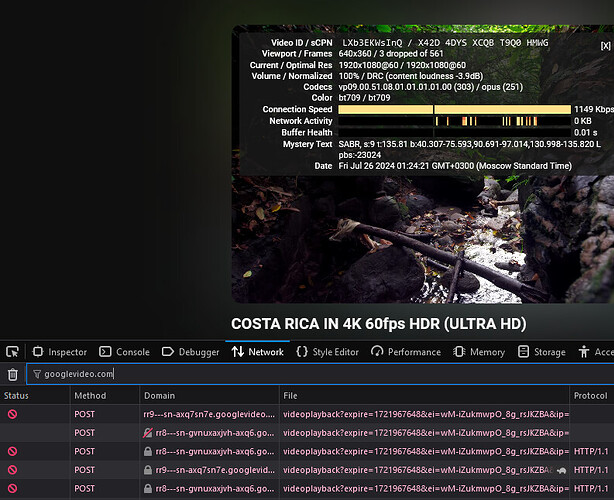 Video ID / sCPN LXb3EKWsInQ / X42D 4DYS XCQB T9Q0 HMWG [X]
Viewport / Frames 640x360 / 3 dropped of 561
Current / Optimal Res 1920x1080@60 / 1920x1080@60
Volume / Normalized 100% / DRC (content loudness -3.9dB)
Codecs vp09.00.51.08.01.01.01.01.00 (303) / opus (251)
Color bt709 / bt709
Connection Speed 1149 Kbps
Network Activity 0 KB
Buffer Health 0.01 s
Mystery Text SABR, s:9 t:135.81 b:40.307-75.593,90.691-97.014,130.998-135.820 L
pbs:-23024
Date Fri Jul 26 2024 01:24:21 GMT+0300 (Moscow Standard Time)
COSTA RICA IN 4K 60fps HDR (ULTRA HD)
Inspector Console Debugger Network Style Editor Performance Memory Storage Acce
googlevideo.com
Status Method Domain File Protocol
POST rr9---sn-axq7sn7e.googlevideo.... videoplayback?expire=1721967648&ei=wM-iZukmwpO_8g_rsJKZBA&ip=
POST rr8---sn-gvnuxaxjvh-axq6.go... videoplayback?expire=1721967648&ei=wM-iZukmwpO_8g_rsJKZBA&ip=
POST rr8---sn-gvnuxaxjvh-axq6.go... videoplayback?expire=1721967648&ei=wM-iZukmwpO_8g_rsJKZBA&ip= HTTP/1.1
POST rr9---sn-axq7sn7e.googlevid... videoplayback?expire=1721967648&ei=wM-iZukmwpO_8g_rsJKZBA HTTP/1.1
POST rr8---sn-gvnuxaxjvh-axq6.go... videoplayback?expire=1721967648&ei=wM-iZukmwpO_8g_rsJKZBA&ip= HTTP/1.1